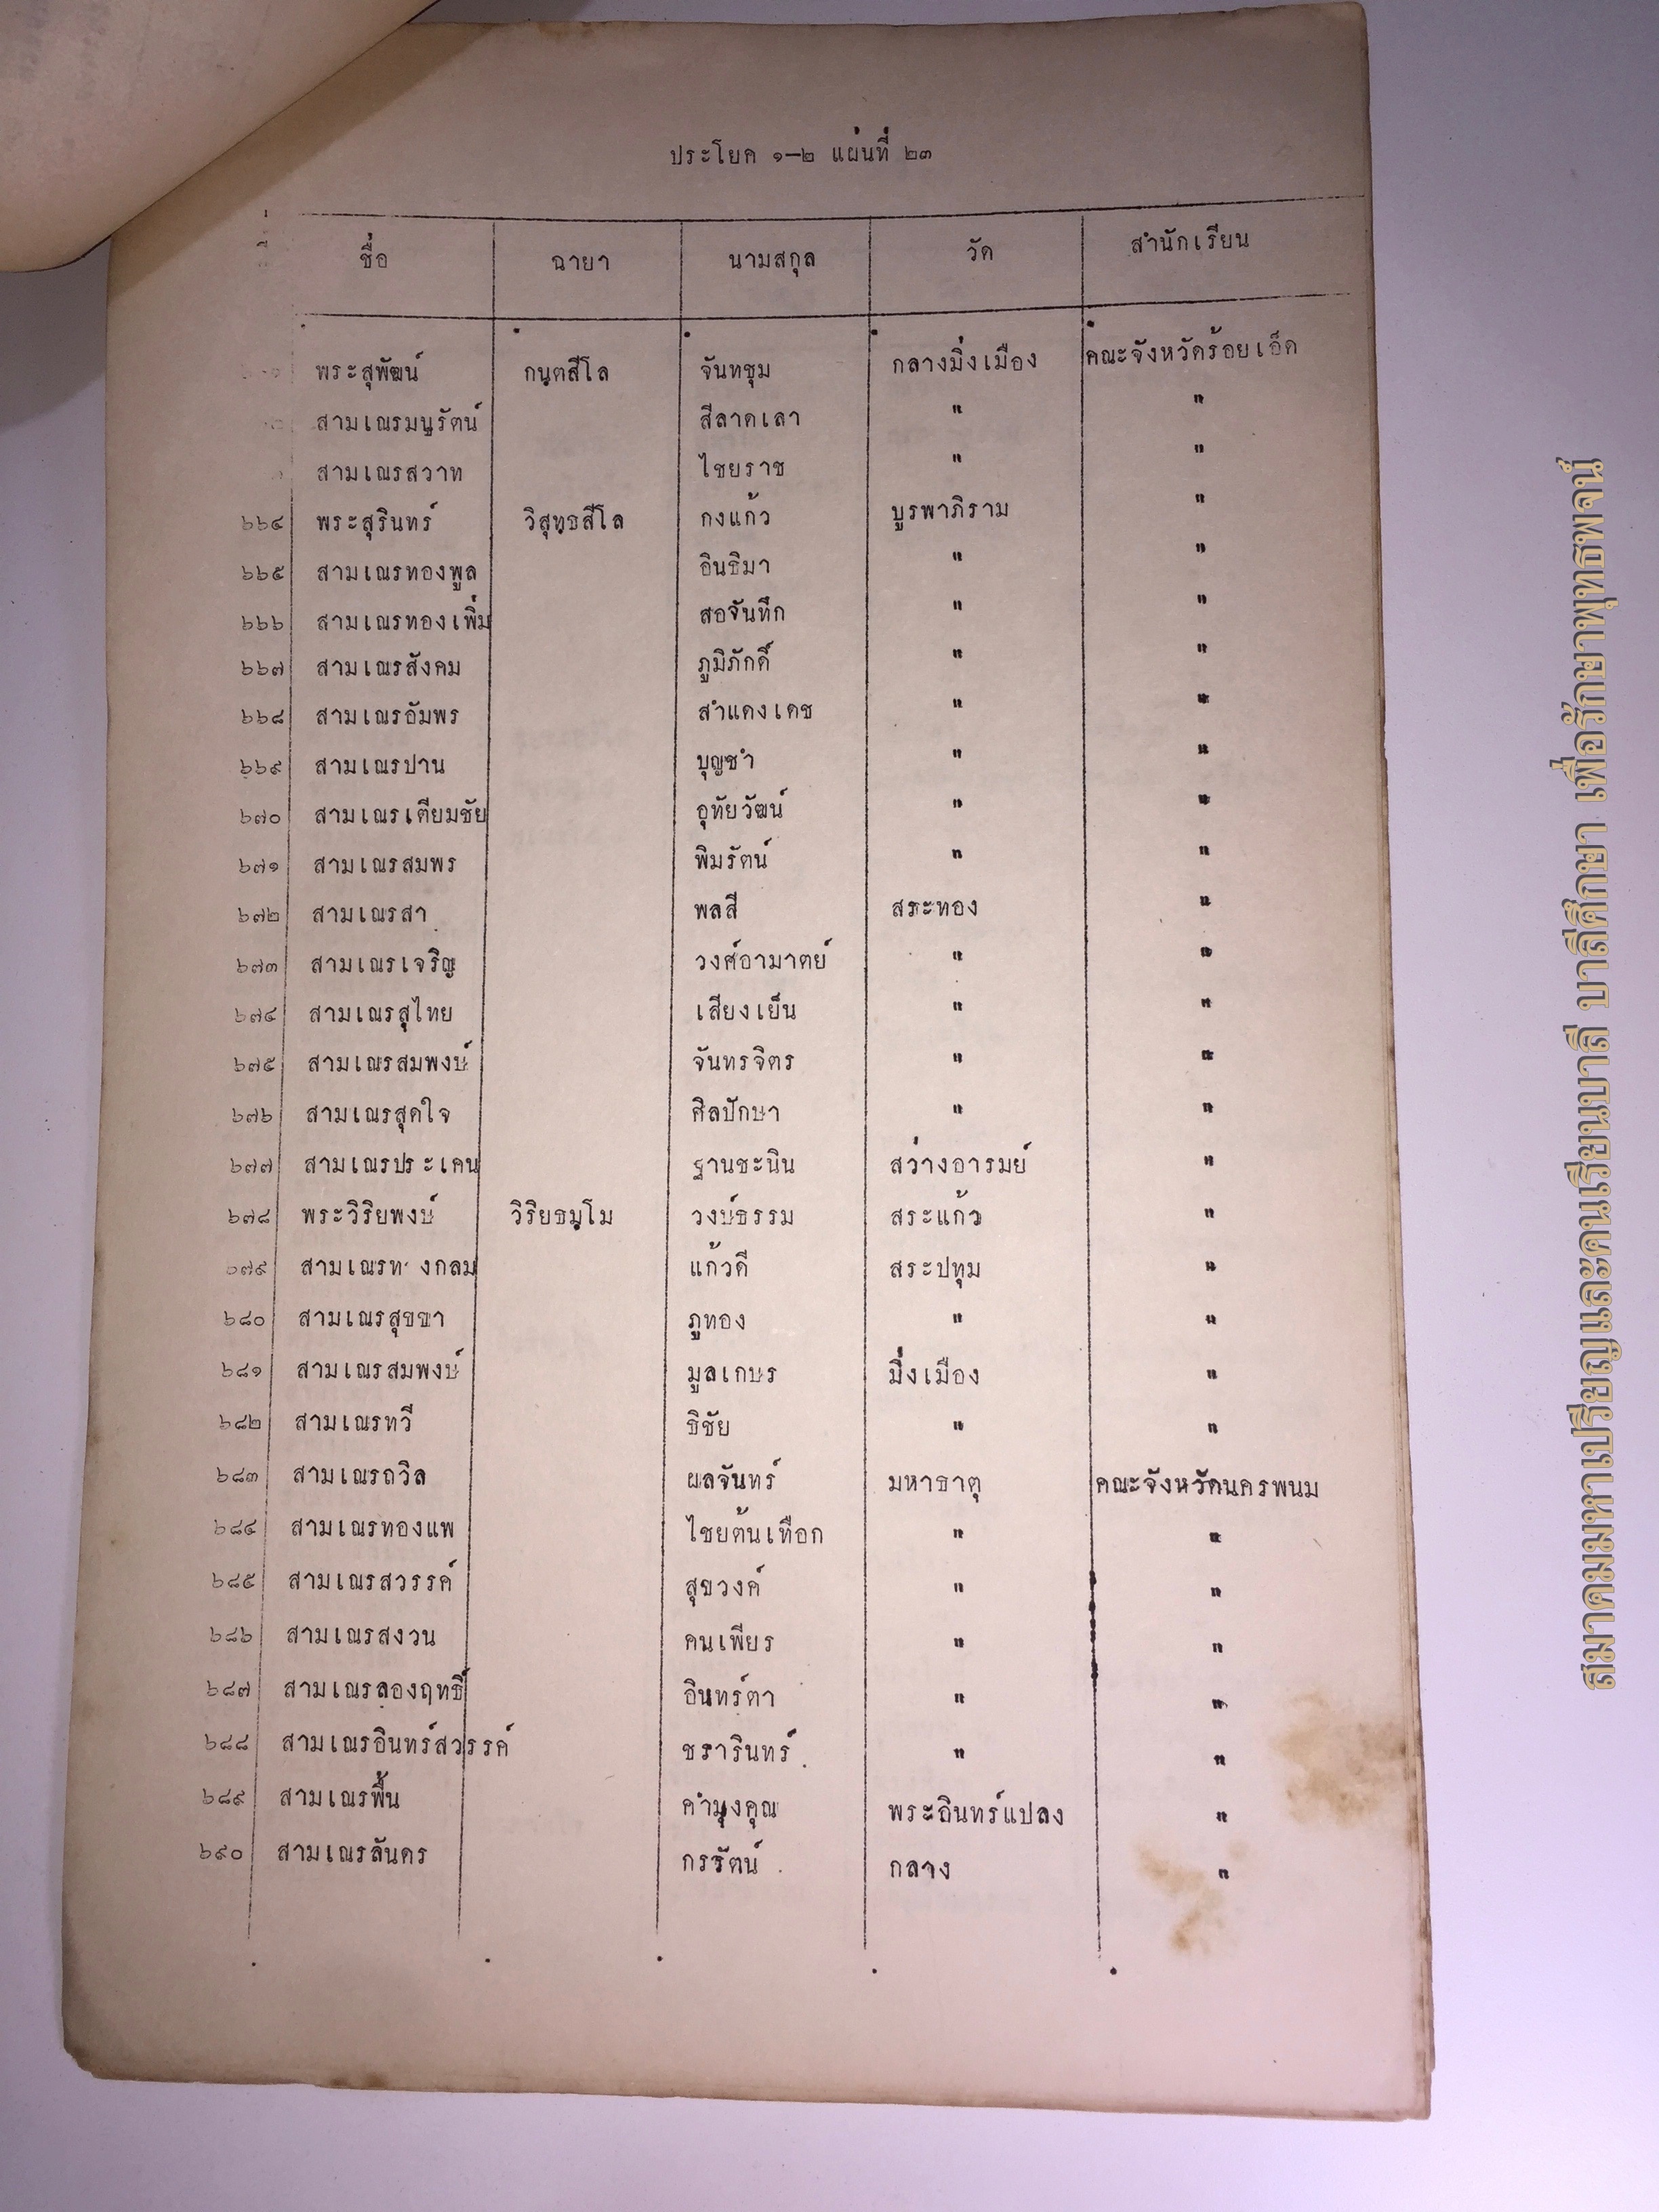 ประโยค ๑–๒ แผ่นที่ ๒๓
ชื่อ ฉายา นามสกุล วัด สำนักเรียน
พระสุพัฒน์ กนฺตสีโล จันทชุม กลางมิ่งเมือง คณะจังหวัดร้อยเอ็ด
สามเณรมนูรัตน์ สีลาดเลา " "
สามเณรสวาท ไชยราช " "
๖๖๔ พระสุรินทร์ วิสุทฺธสีโล กงแก้ว บูรพาภิราม "
๖๖๕ สามเณรทองพูล อินธิมา " "
๖๖๖ สามเณรทองเพิ่ม สอจันทึก " "
๖๖๗ สามเณรสังคม ภูมิภักดิ์ " "
๖๖๘ สามเณรอัมพร สำแดงเดช " "
๖๖๙ สามเณรปาน บุญชำ " "
๖๗๐ สามเณรเตียมชัย อุทัยวัฒน์ " "
๖๗๑ สามเณรสมพร พิมรัตน์ " "
๖๗๒ สามเณรสา พลสี สระทอง "
๖๗๓ สามเณรเจริญ วงศ์อามาตย์ " "
๖๗๔ สามเณรสุไทย เสียงเย็น " "
๖๗๕ สามเณรสมพงษ์ จันทรจิตร " "
๖๗๖ สามเณรสุดใจ ศิลปักษา " "
๖๗๗ สามเณรประเคน ฐานชะนิน สว่างอารมย์ "
๖๗๘ พระวิริยพงษ์ วิริยธมฺโม วงษ์ธรรม สระแก้ว "
๖๗๙ แก้วดี สระปทุม "
๖๘๐ สามเณรสุขขา ภูทอง " "
๖๘๑ สามเณรสมพงษ์ มูลเกษร มิ่งเมือง "
๖๘๒ สามเณรทวี ธิชัย " "
๖๘๓ สามเณรถวิล ผลจันทร์ มหาธาตุ คณะจังหวัดนครพนม
๖๘๔ สามเณรทองแพ ไชยต้นเทือก " "
๖๘๕ สามเณรสวรรค์ สุขวงค์ " "
๖๘๖ สามเณรสงวน คนเพียร " "
๖๘๗ สามเณรลองฤทธิ์ อินทร์ตา " "
๖๘๘ สามเณรอินทร์สวรรค์ ชรารินทร์ " "
๖๘๙ สามเณรพื้น คำมุงคุณ พระอินทร์แปลง "
๖๙๐ สามเณรลันดร กรรัตน์ กลาง "
สมาคมมหาเปรียญและคนเรียนบาลี บาลีศึกษา เพื่อรักษาพุทธพจน์